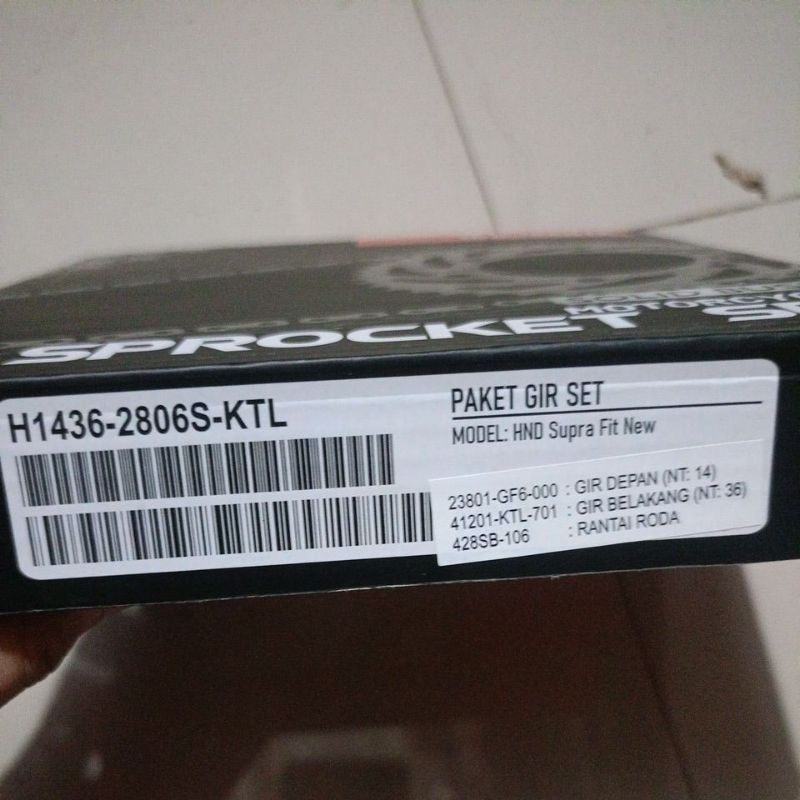 SPROCKET
MOTORCYC
H1436-2806S-KTL
PAKET GIR SET
MODEL: HND Supra Fit New
23801-GF6-000 : GIR DEPAN (NT: 14)
41201-KTL-701 : GIR BELAKANG (NT: 36)
428SB-106 : RANTAI RODA